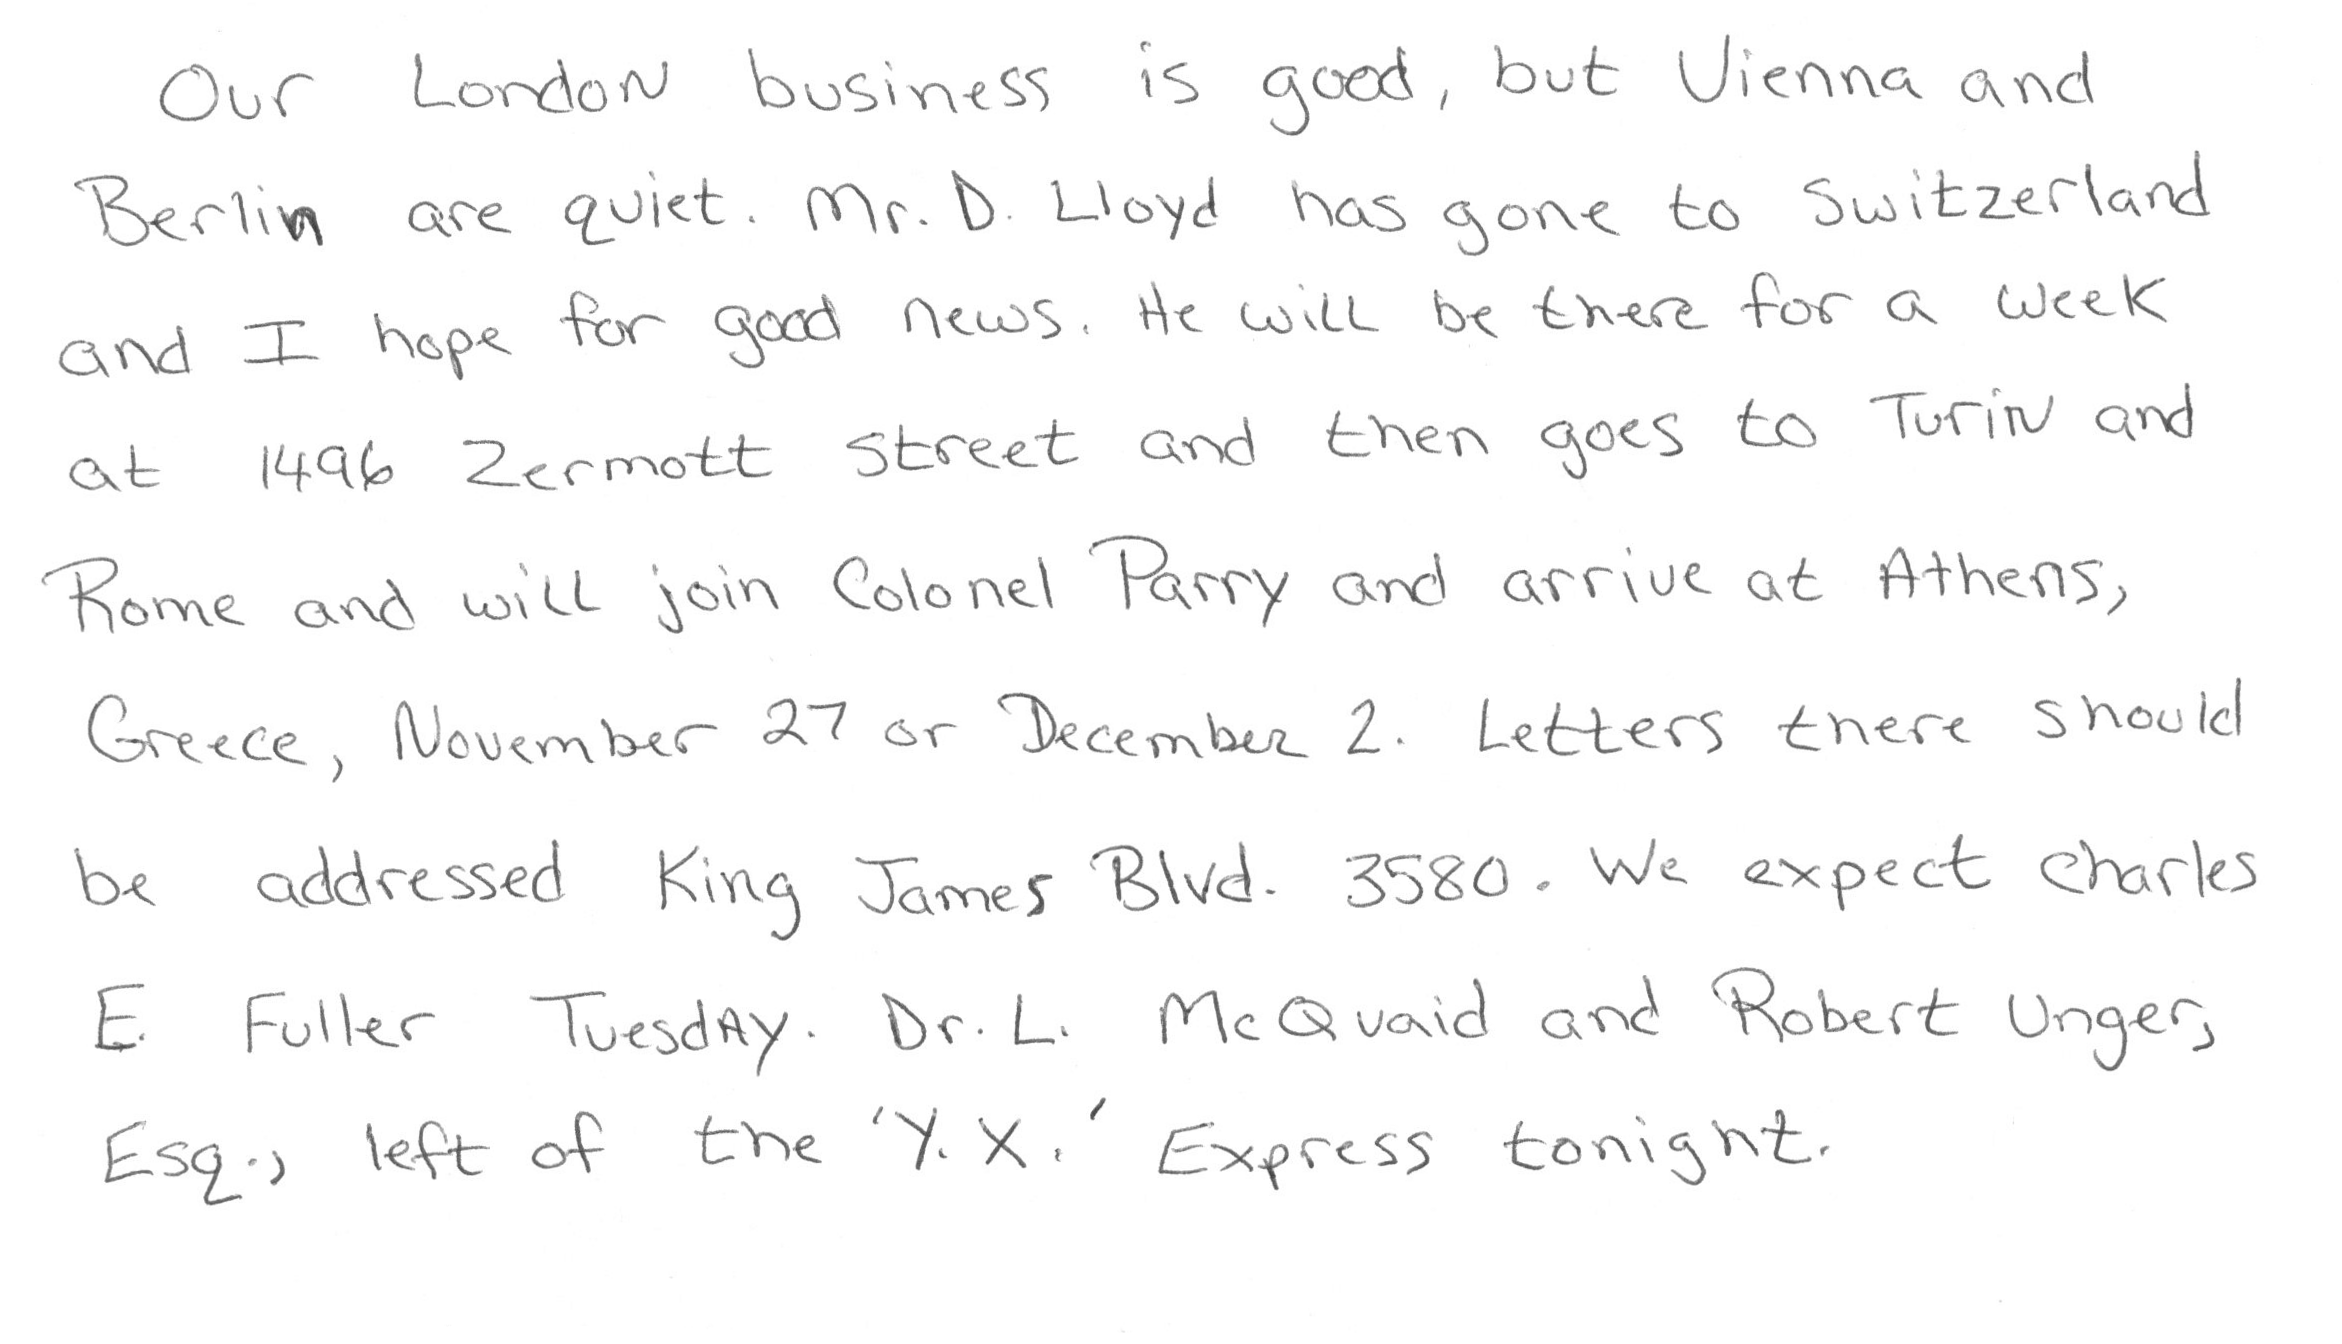 Our London business is good, but Vienna and
Berlin are quiet. Mr. D. Lloyd has gone to Switzerland
and I hope for good news. He will be there for a week
at 1496 Zermott Street and then goes to Turin and
Rome and will join Colonel Parry and arrive at Athens,
Greece, November 27 or December 2. Letters there should
be addressed King James Blvd. 3580. We expect Charles
E. Fuller Tuesday. Dr. L. McQuaid and Robert Unger,
Esq., left of the 'Y. X.' Express tonight.